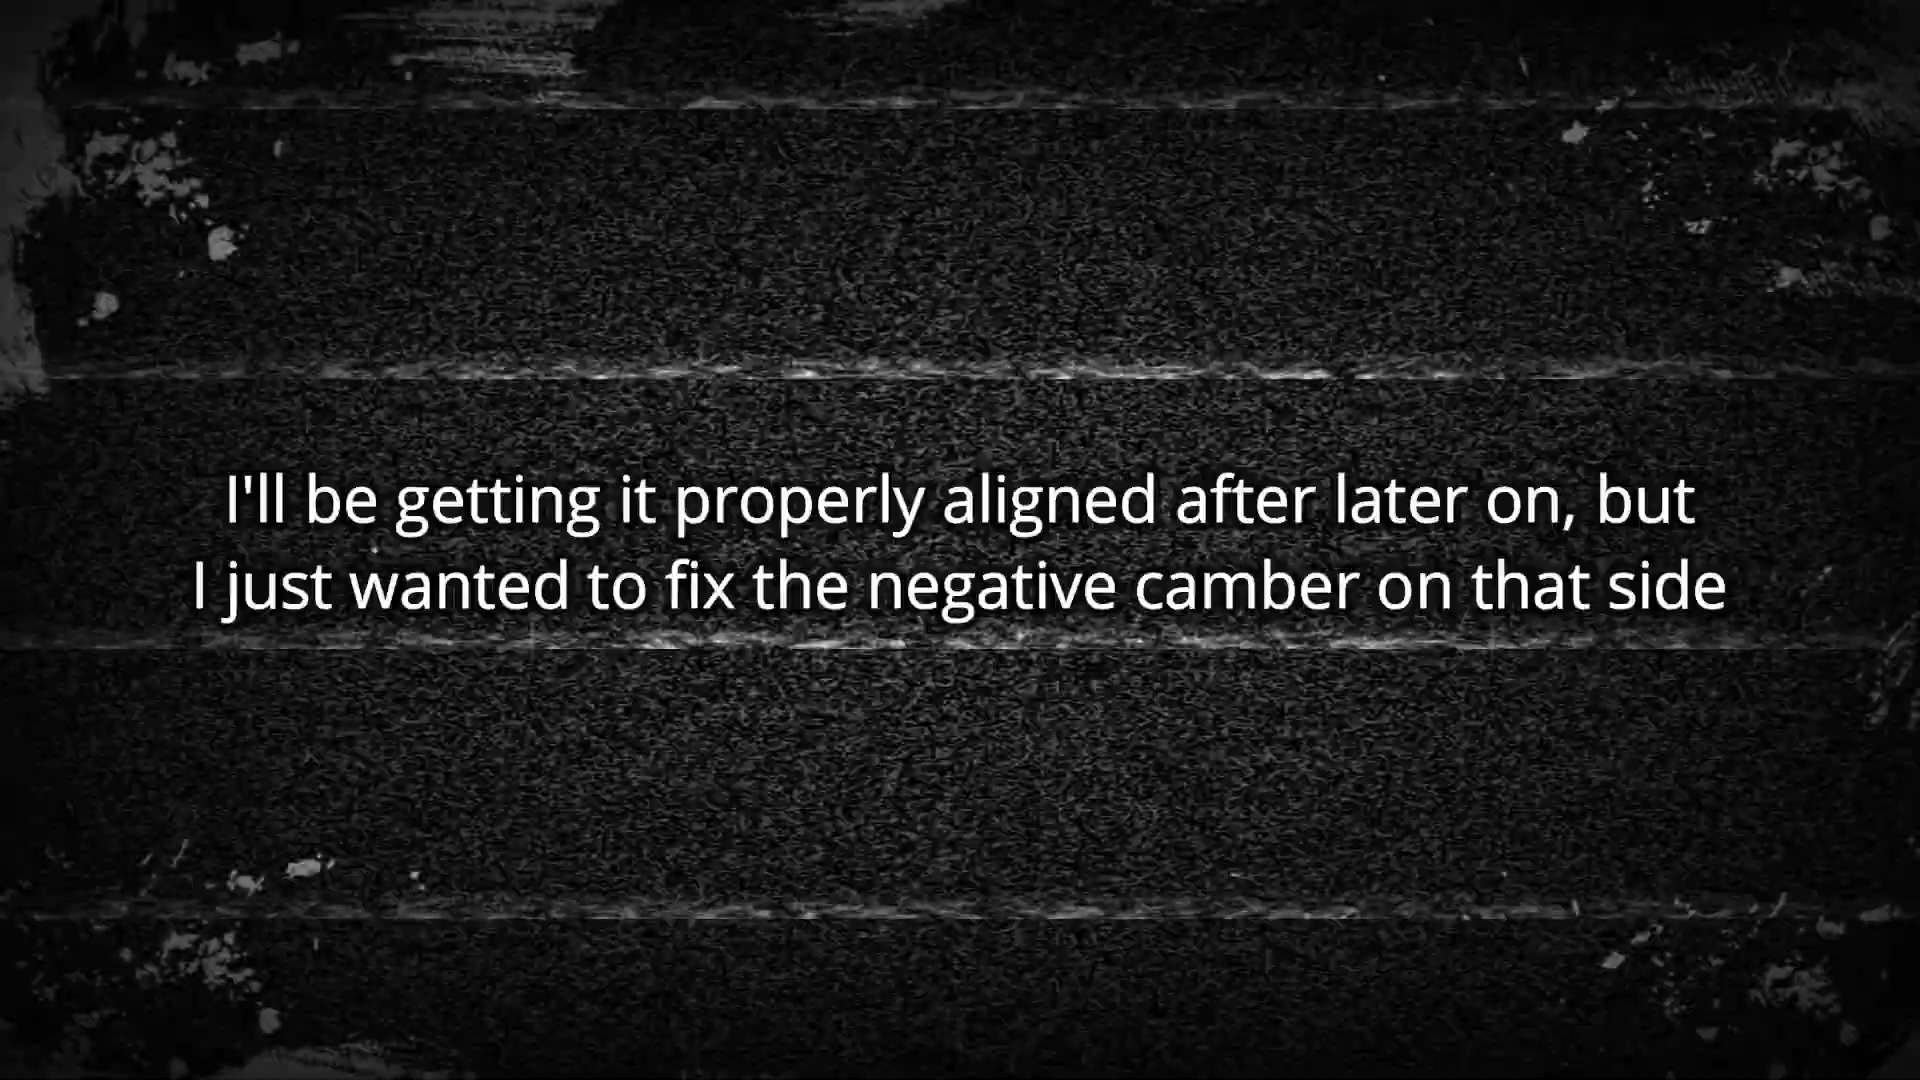 I'll be getting it properly aligned after later on, but
I just wanted to fix the negative camber on that side